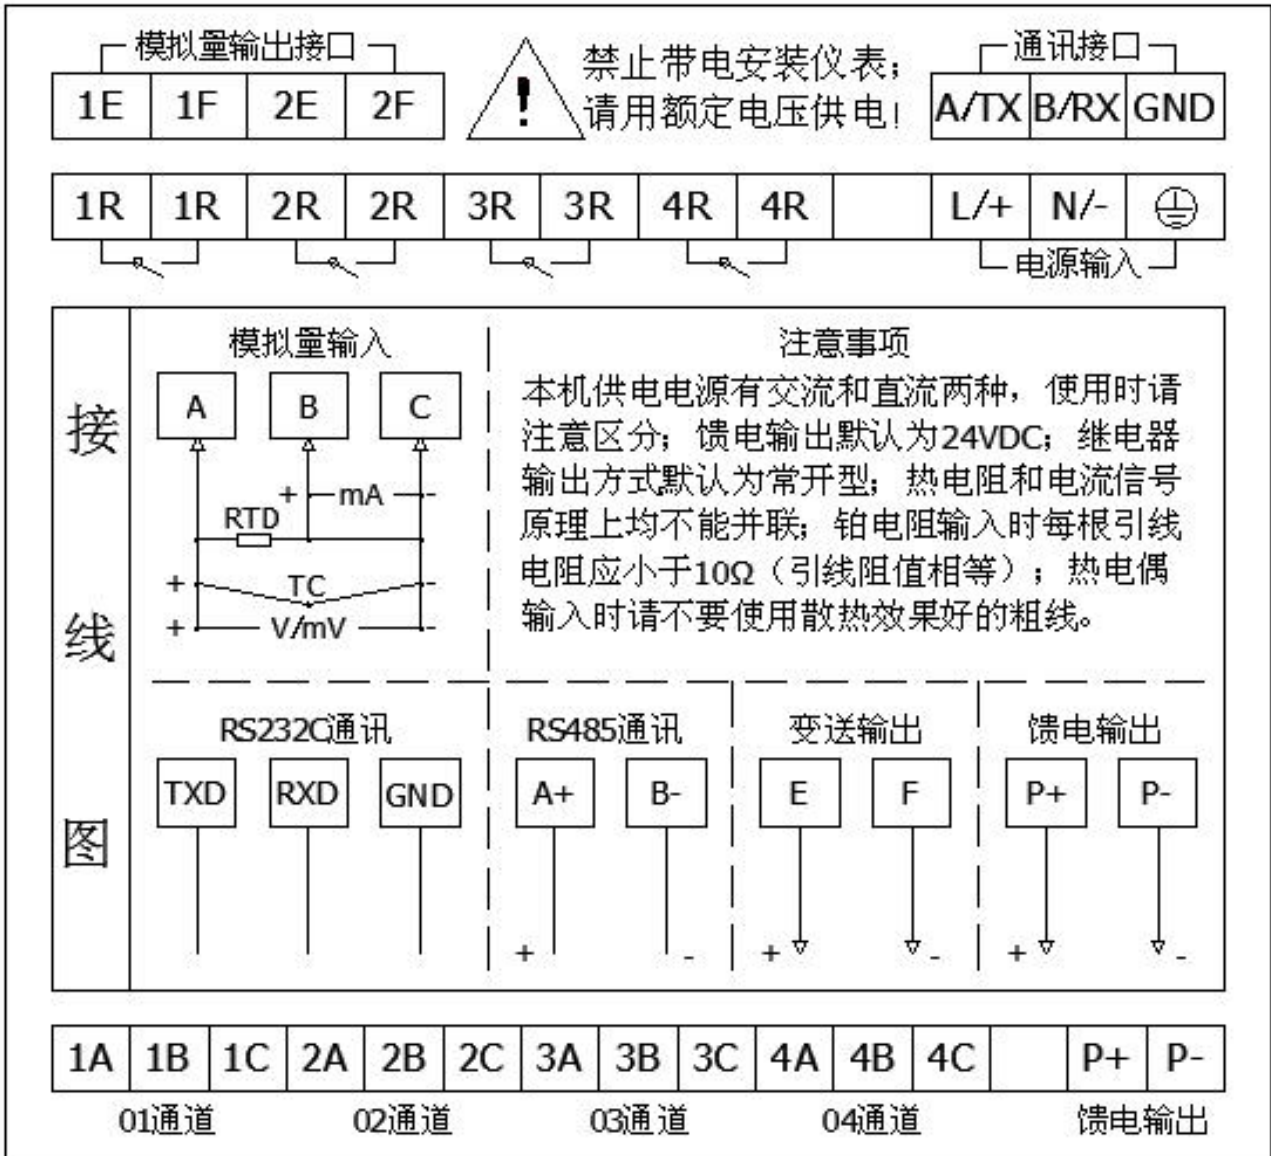 模拟量输出接口
1E 1F 2E 2F
!
禁止带电安装仪表；
请用额定电压供电！
通讯接口
A/TX B/RX GND
1R 1R 2R 2R 3R 3R 4R 4R L/+ N/-
电源输入
接线图
模拟量输入
A B C
+ mA -
RTD
+ TC -
+ V/mV -
注意事项
本机供电电源有交流和直流两种，使用时请
注意区分；馈电输出默认为24VDC；继电器
输出方式默认为常开型；热电阻和电流信号
原理上均不能并联；铂电阻输入时每根引线
电阻应小于10Ω（引线阻值相等）；热电偶
输入时请不要使用散热效果好的粗线。
RS232C通讯
TXD RXD GND
RS485通讯
A+ B-
+ -
变送输出
E F
+ -
馈电输出
P+ P-
+ -
1A 1B 1C 2A 2B 2C 3A 3B 3C 4A 4B 4C P+ P-
01通道 02通道 03通道 04通道 馈电输出